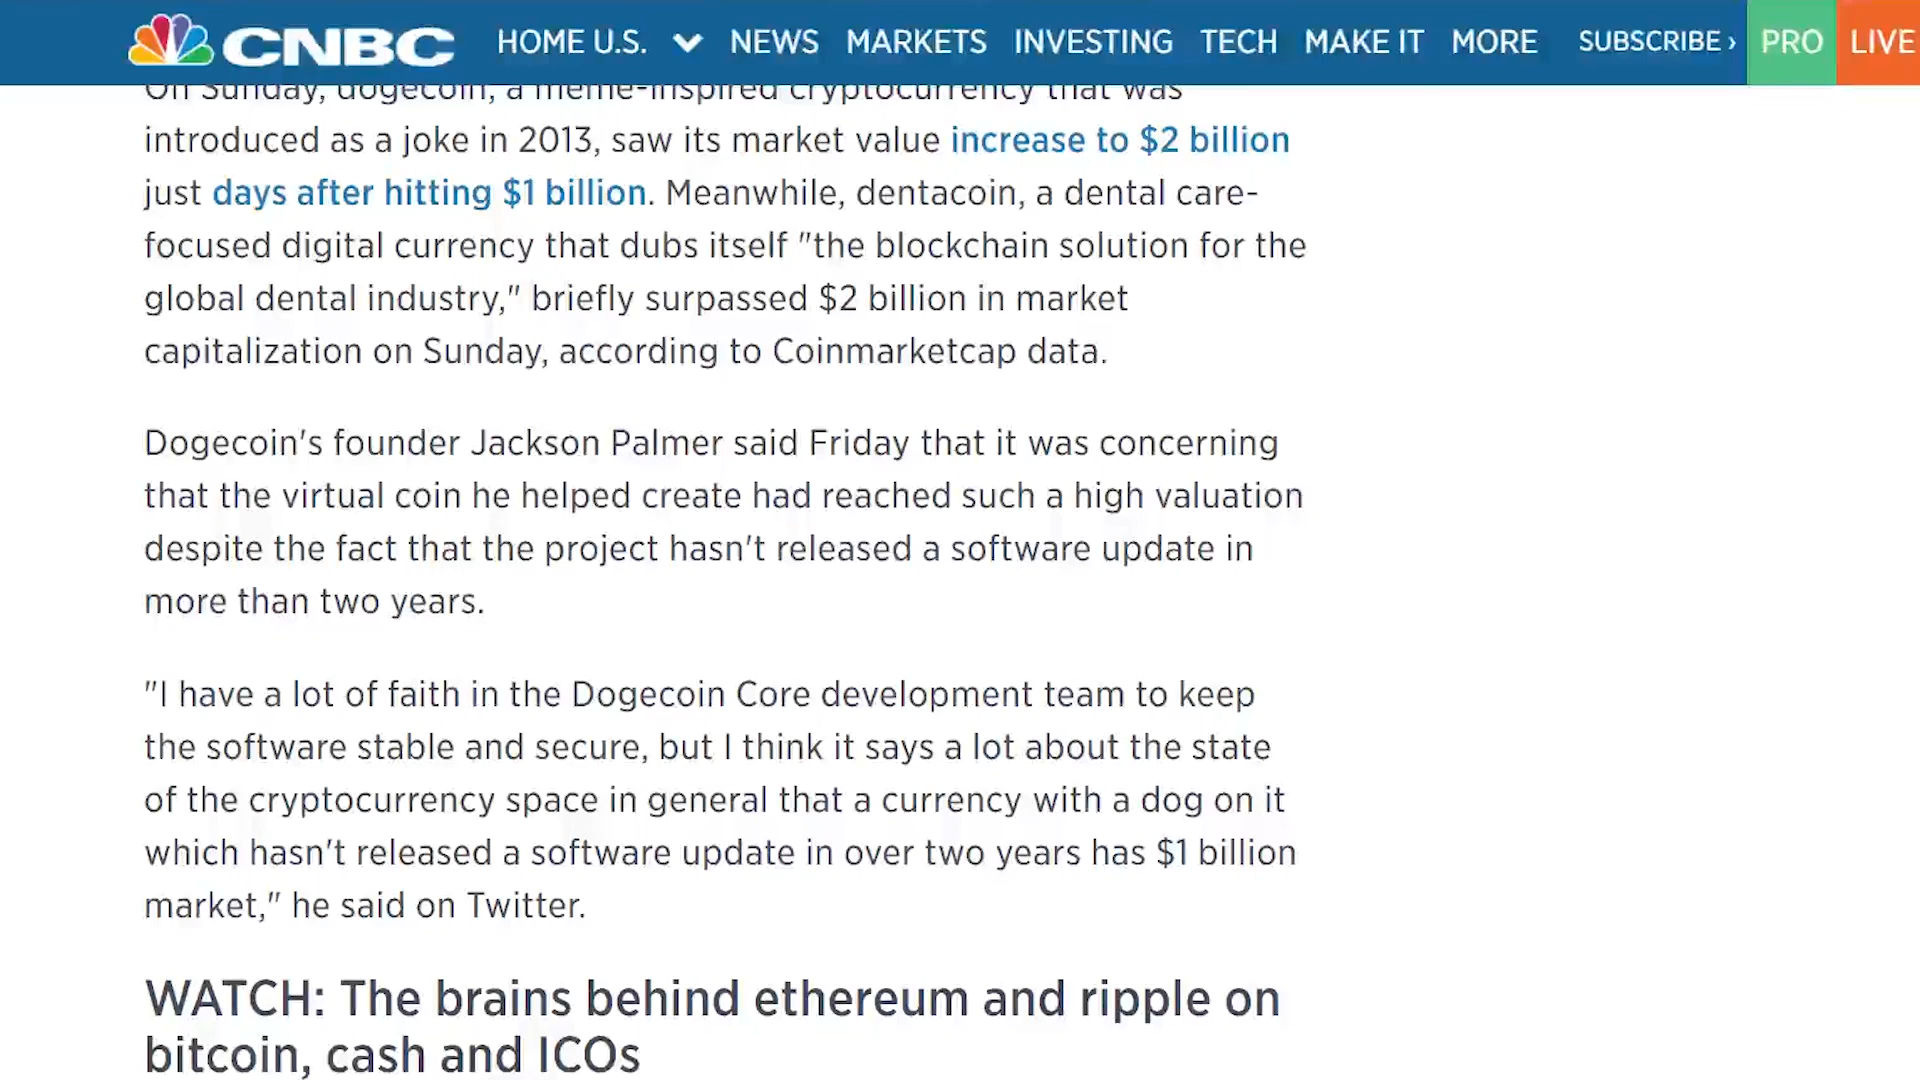 CNBC HOME U.S. NEWS MARKETS INVESTING TECH MAKE IT MORE SUBSCRIBE › PRO LIVE
On Sunday, dogecoin, a meme-inspired cryptocurrency that was
introduced as a joke in 2013, saw its market value increase to $2 billion
just days after hitting $1 billion. Meanwhile, dentacoin, a dental care-
focused digital currency that dubs itself "the blockchain solution for the
global dental industry," briefly surpassed $2 billion in market
capitalization on Sunday, according to Coinmarketcap data.
Dogecoin's founder Jackson Palmer said Friday that it was concerning
that the virtual coin he helped create had reached such a high valuation
despite the fact that the project hasn't released a software update in
more than two years.
"I have a lot of faith in the Dogecoin Core development team to keep
the software stable and secure, but I think it says a lot about the state
of the cryptocurrency space in general that a currency with a dog on it
which hasn't released a software update in over two years has $1 billion
market," he said on Twitter.
WATCH: The brains behind ethereum and ripple on
bitcoin, cash and ICOs